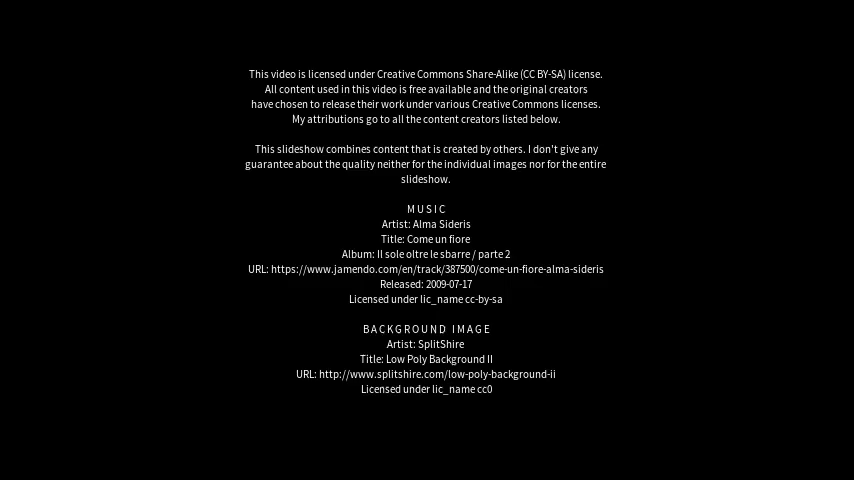 This video is licensed under Creative Commons Share-Alike (CC BY-SA) license.
All content used in this video is free available and the original creators
have chosen to release their work under various Creative Commons licenses.
My attributions go to all the content creators listed below.
This slideshow combines content that is created by others. I don't give any
guarantee about the quality neither for the individual images nor for the entire
slideshow.
MUSIC
Artist: Alma Sideris
Title: Come un fiore
Album: Il sole oltre le sbarre / parte 2
URL: https://www.jamendo.com/en/track/387500/come-un-fiore-alma-sideris
Released: 2009-07-17
Licensed under lic_name cc-by-sa
BACKGROUND IMAGE
Artist: SplitShire
Title: Low Poly Background II
URL: http://www.splitshire.com/low-poly-background-ii
Licensed under lic_name cc0